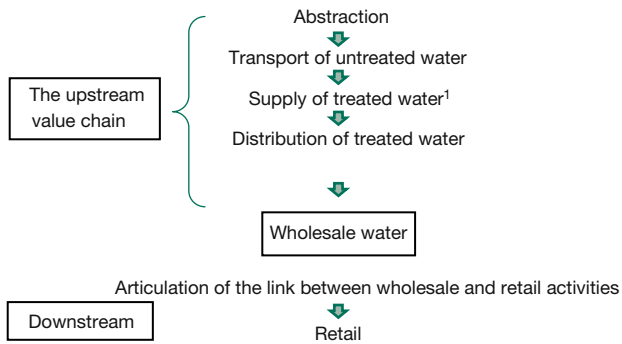 Abstraction
Transport of untreated water
The upstream
value chain
Supply of treated water¹
Distribution of treated water
Wholesale water
Articulation of the link between wholesale and retail activities
Downstream
Retail